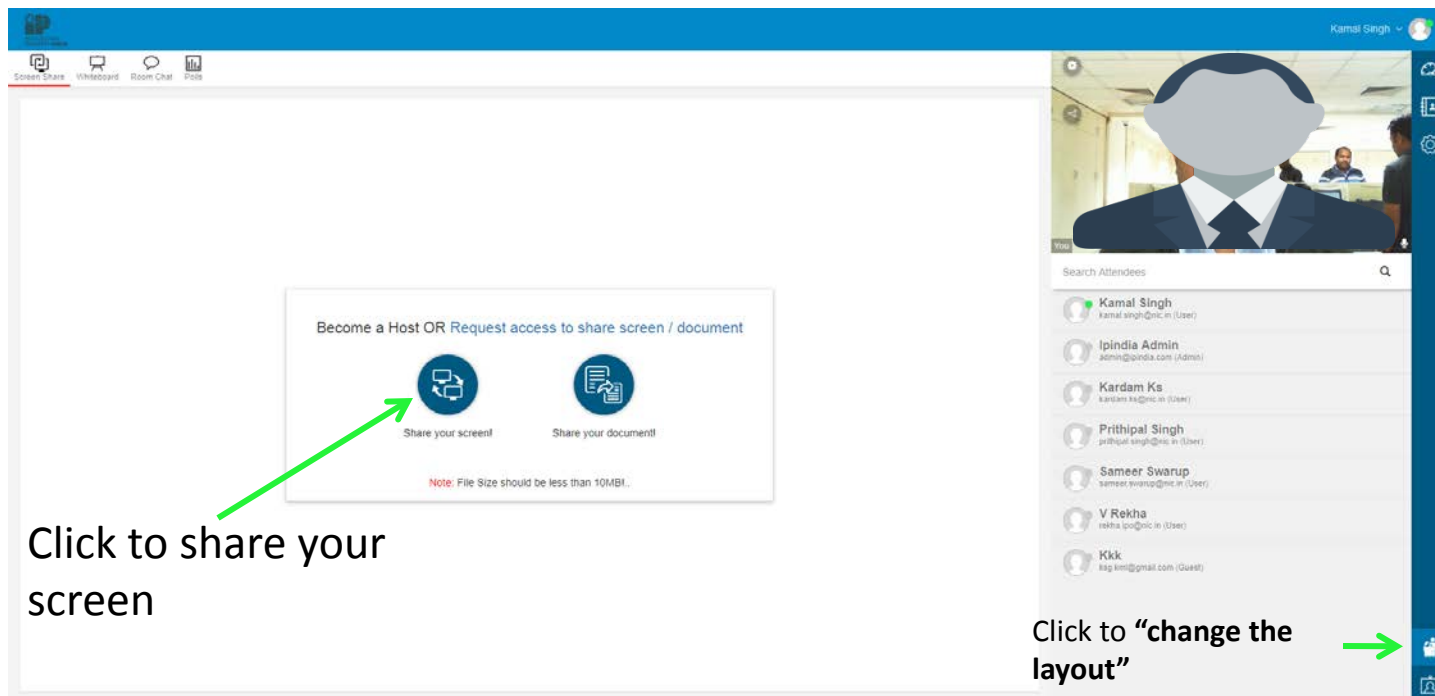 Kamal Singh
Screen Share
Whiteboard
Room Chat
Polls
You
Search Attendees
Kamal Singh
kamal.singh@nic.in (User)
Ipindia Admin
admin@ipindia.com (Admin)
Kardam Ks
kardam.ks@nic.in (User)
Prithipal Singh
prithipal.singh@nic.in (User)
Sameer Swarup
sameer.swarup@nic.in (User)
V Rekha
rekha.ipo@nic.in (User)
Kkk
(Guest)
Become a Host OR Request access to share screen / document
Share your screen!
Share your document!
Note: File Size should be less than 10MB!..
Click to share your
screen
Click to “change the
layout”